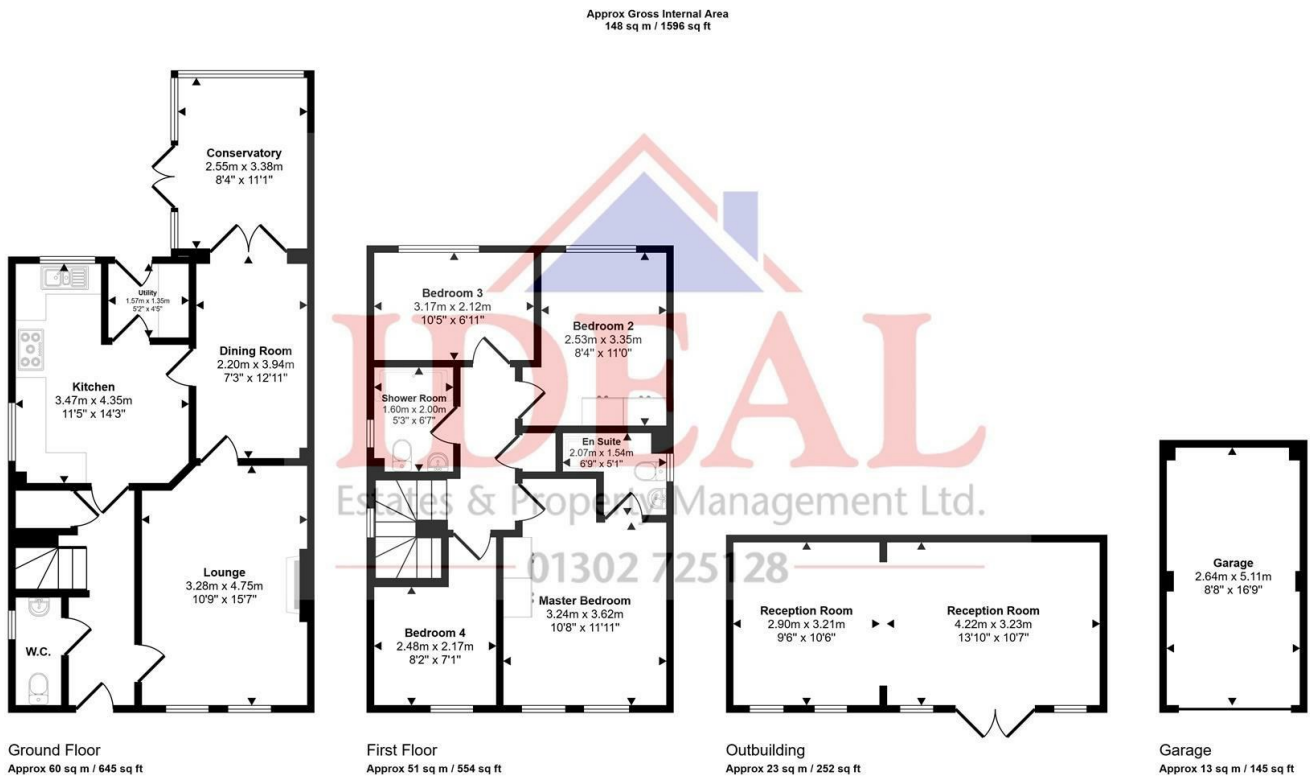 Approx Gross Internal Area
148 sq m / 1596 sq ft
Conservatory
2.55m x 3.38m
8'4" x 11'1"
Utility
1.57m x 1.35m
5'2" x 4'5"
Dining Room
2.20m x 3.94m
7'3" x 12'11"
Kitchen
3.47m x 4.35m
11'5" x 14'3"
Lounge
3.28m x 4.75m
10'9" x 15'7"
W.C.
Ground Floor
Approx 60 sq m / 645 sq ft
Bedroom 3
3.17m x 2.12m
10'5" x 6'11"
Bedroom 2
2.53m x 3.35m
8'4" x 11'0"
Shower Room
1.60m x 2.00m
5'3" x 6'7"
En Suite
2.07m x 1.54m
6'9" x 5'1"
Master Bedroom
3.24m x 3.62m
10'8" x 11'11"
Bedroom 4
2.48m x 2.17m
8'2" x 7'1"
First Floor
Approx 51 sq m / 554 sq ft
IDEAL
Estates & Property Management Ltd.
01302 725128
Reception Room
2.90m x 3.21m
9'6" x 10'6"
Reception Room
4.22m x 3.23m
13'10" x 10'7"
Outbuilding
Approx 23 sq m / 252 sq ft
Garage
2.64m x 5.11m
8'8" x 16'9"
Garage
Approx 13 sq m / 145 sq ft